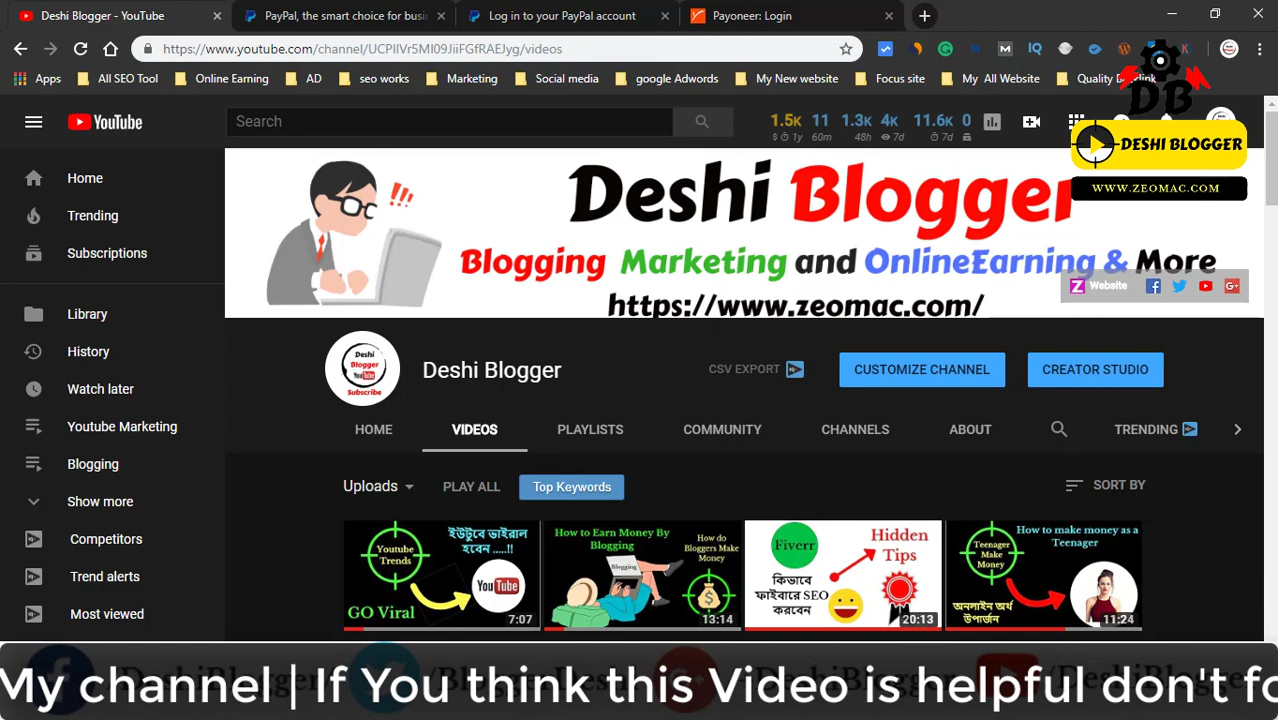 Deshi Blogger - YouTube
PayPal, the smart choice for busi
Log in to your PayPal account
Payoneer: Login
https://www.youtube.com/channel/UCPIlVr5Ml09JiiFGfRAEJyg/videos
Apps
All SEO Tool
Online Earning
AD
seo works
Marketing
Social media
google Adwords
My New website
Focus site
My All Website
Quality Backlink
DB
YouTube
Search
1.5K 11 1.3K 4K 11.6K 0
$ 1y 60m 48h 7d 7d
DESHI BLOGGER
WWW.ZEOMAC.COM
Home
Trending
Subscriptions
Library
History
Watch later
Youtube Marketing
Blogging
Show more
Competitors
Trend alerts
Most viewed
Deshi Blogger
Blogging Marketing and OnlineEarning & More
https://www.zeomac.com/
Website
Deshi Blogger YouTube Subscribe
Deshi Blogger
CSV EXPORT
CUSTOMIZE CHANNEL
CREATOR STUDIO
HOME
VIDEOS
PLAYLISTS
COMMUNITY
CHANNELS
ABOUT
TRENDING
Uploads
PLAY ALL
Top Keywords
SORT BY
Youtube Trends
ইউটুবে ভাইরাল হবেন .....!!
YouTube
GO Viral
7:07
How to Earn Money By Blogging
How do Bloggers Make Money
Blogging
13:14
Fiverr
Hidden Tips
কিভাবে ফাইবারে SEO করবেন
20:13
How to make money as a Teenager
Teenager Make Money
অনলাইন অর্থ উপার্জন
11:24
My channel | If You think this Video is helpful don't fo